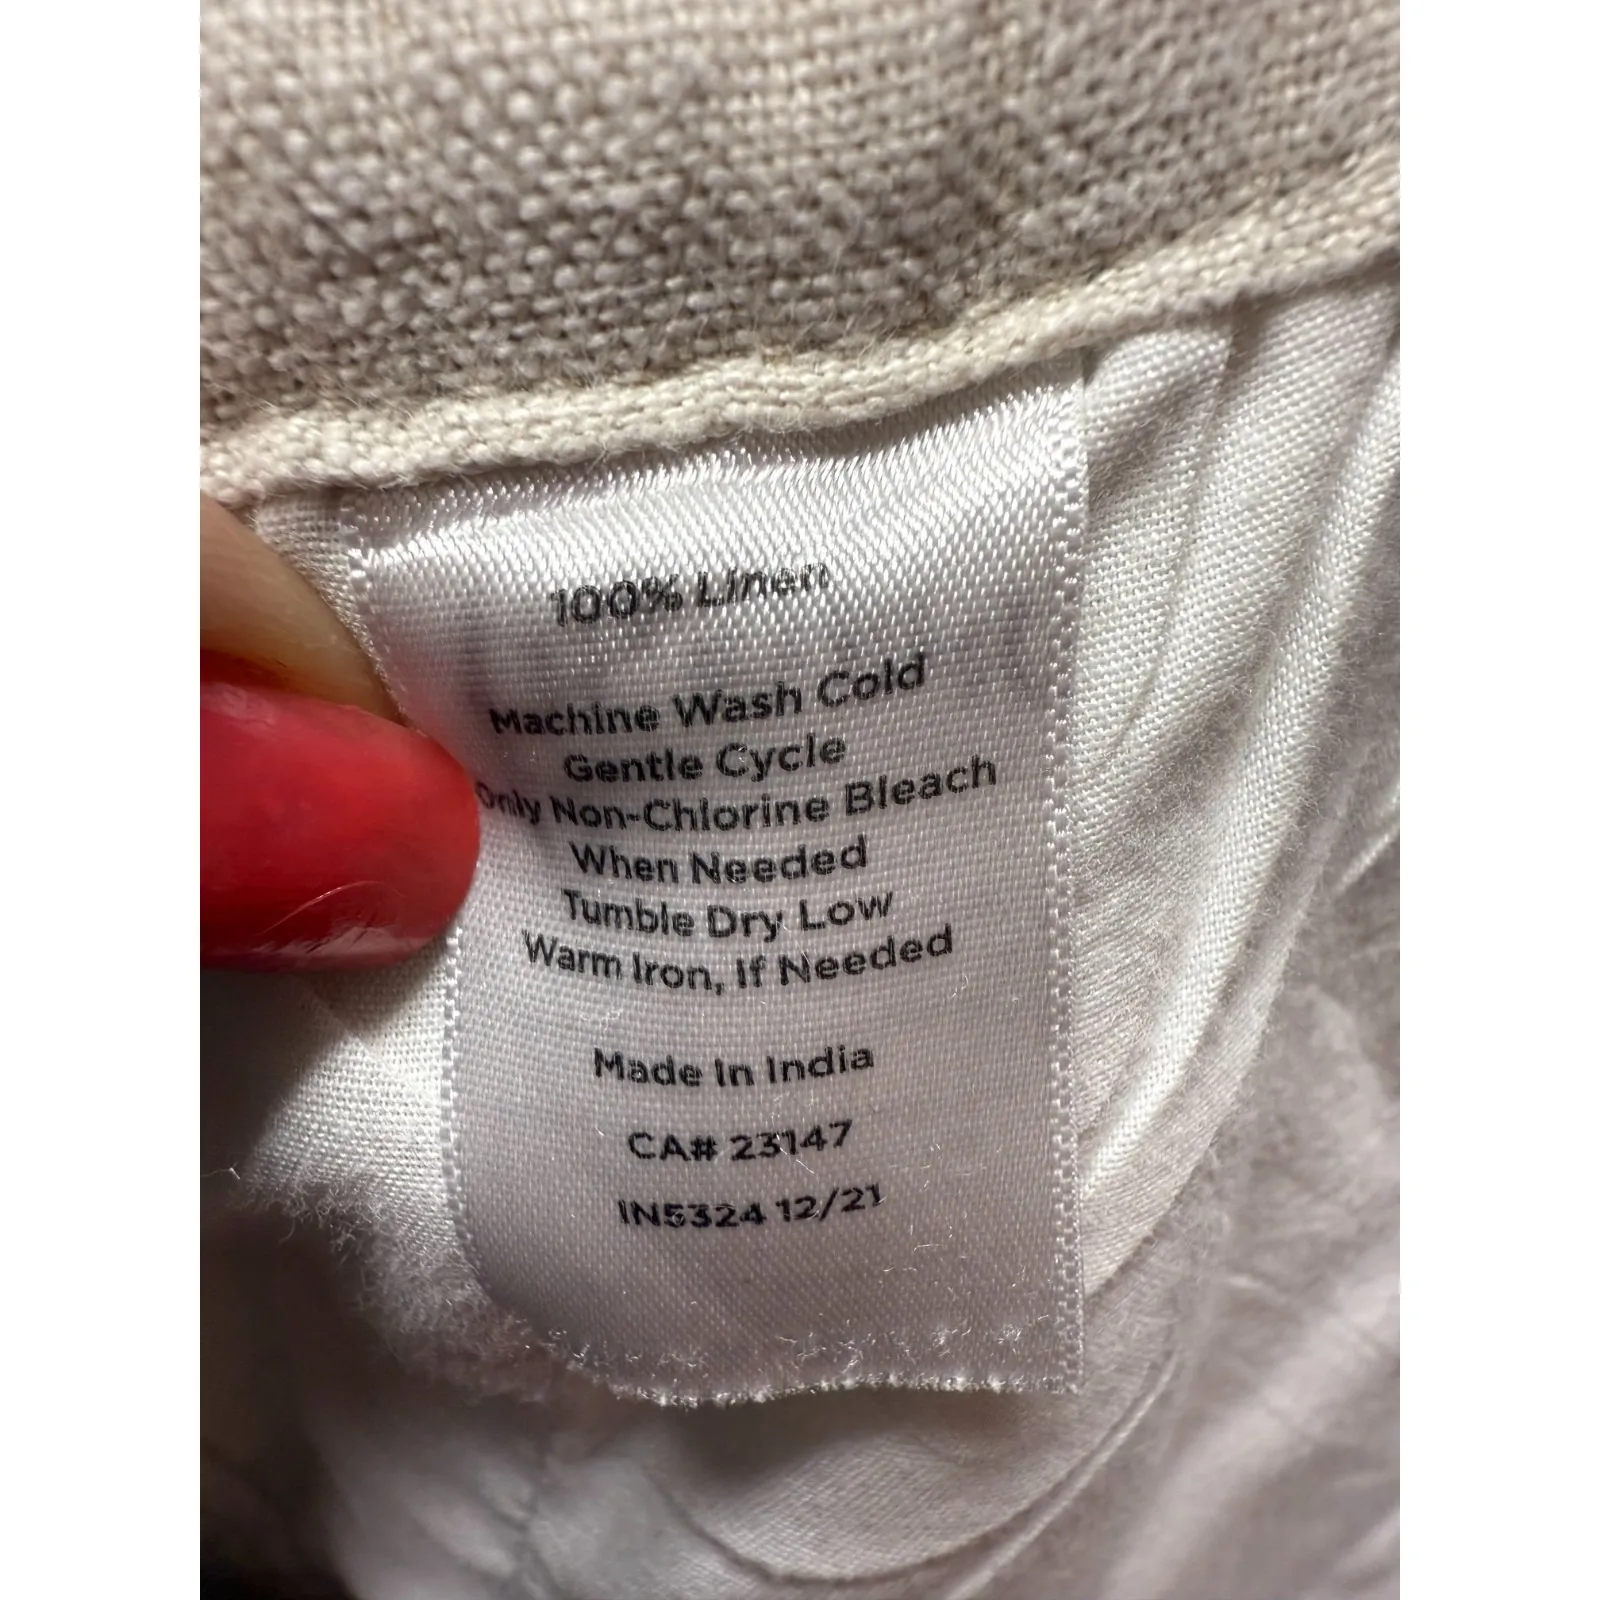 100% Linen
Machine Wash Cold
Gentle Cycle
Only Non-Chlorine Bleach
When Needed
Tumble Dry Low
Warm Iron, If Needed
Made In India
CA# 23147
IN5324 12/21